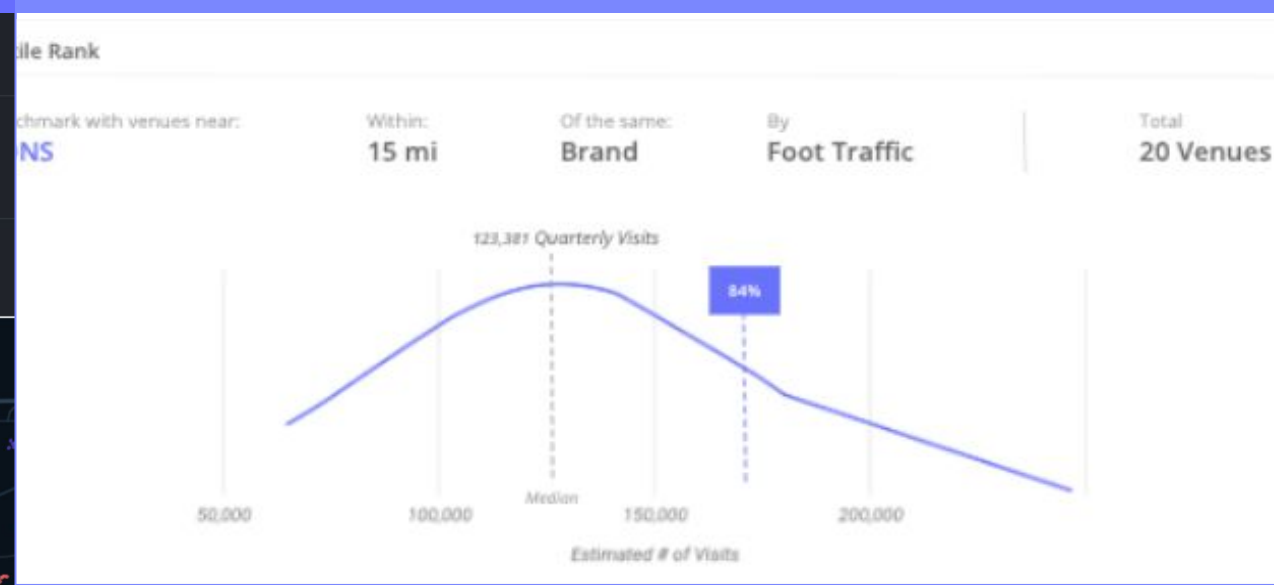 ile Rank
chmark with venues near:
NS
Within:
15 mi
Of the same:
Brand
By
Foot Traffic
Total
20 Venues
123,381 Quarterly Visits
84%
Median
50,000
100,000
150,000
200,000
Estimated # of Visits